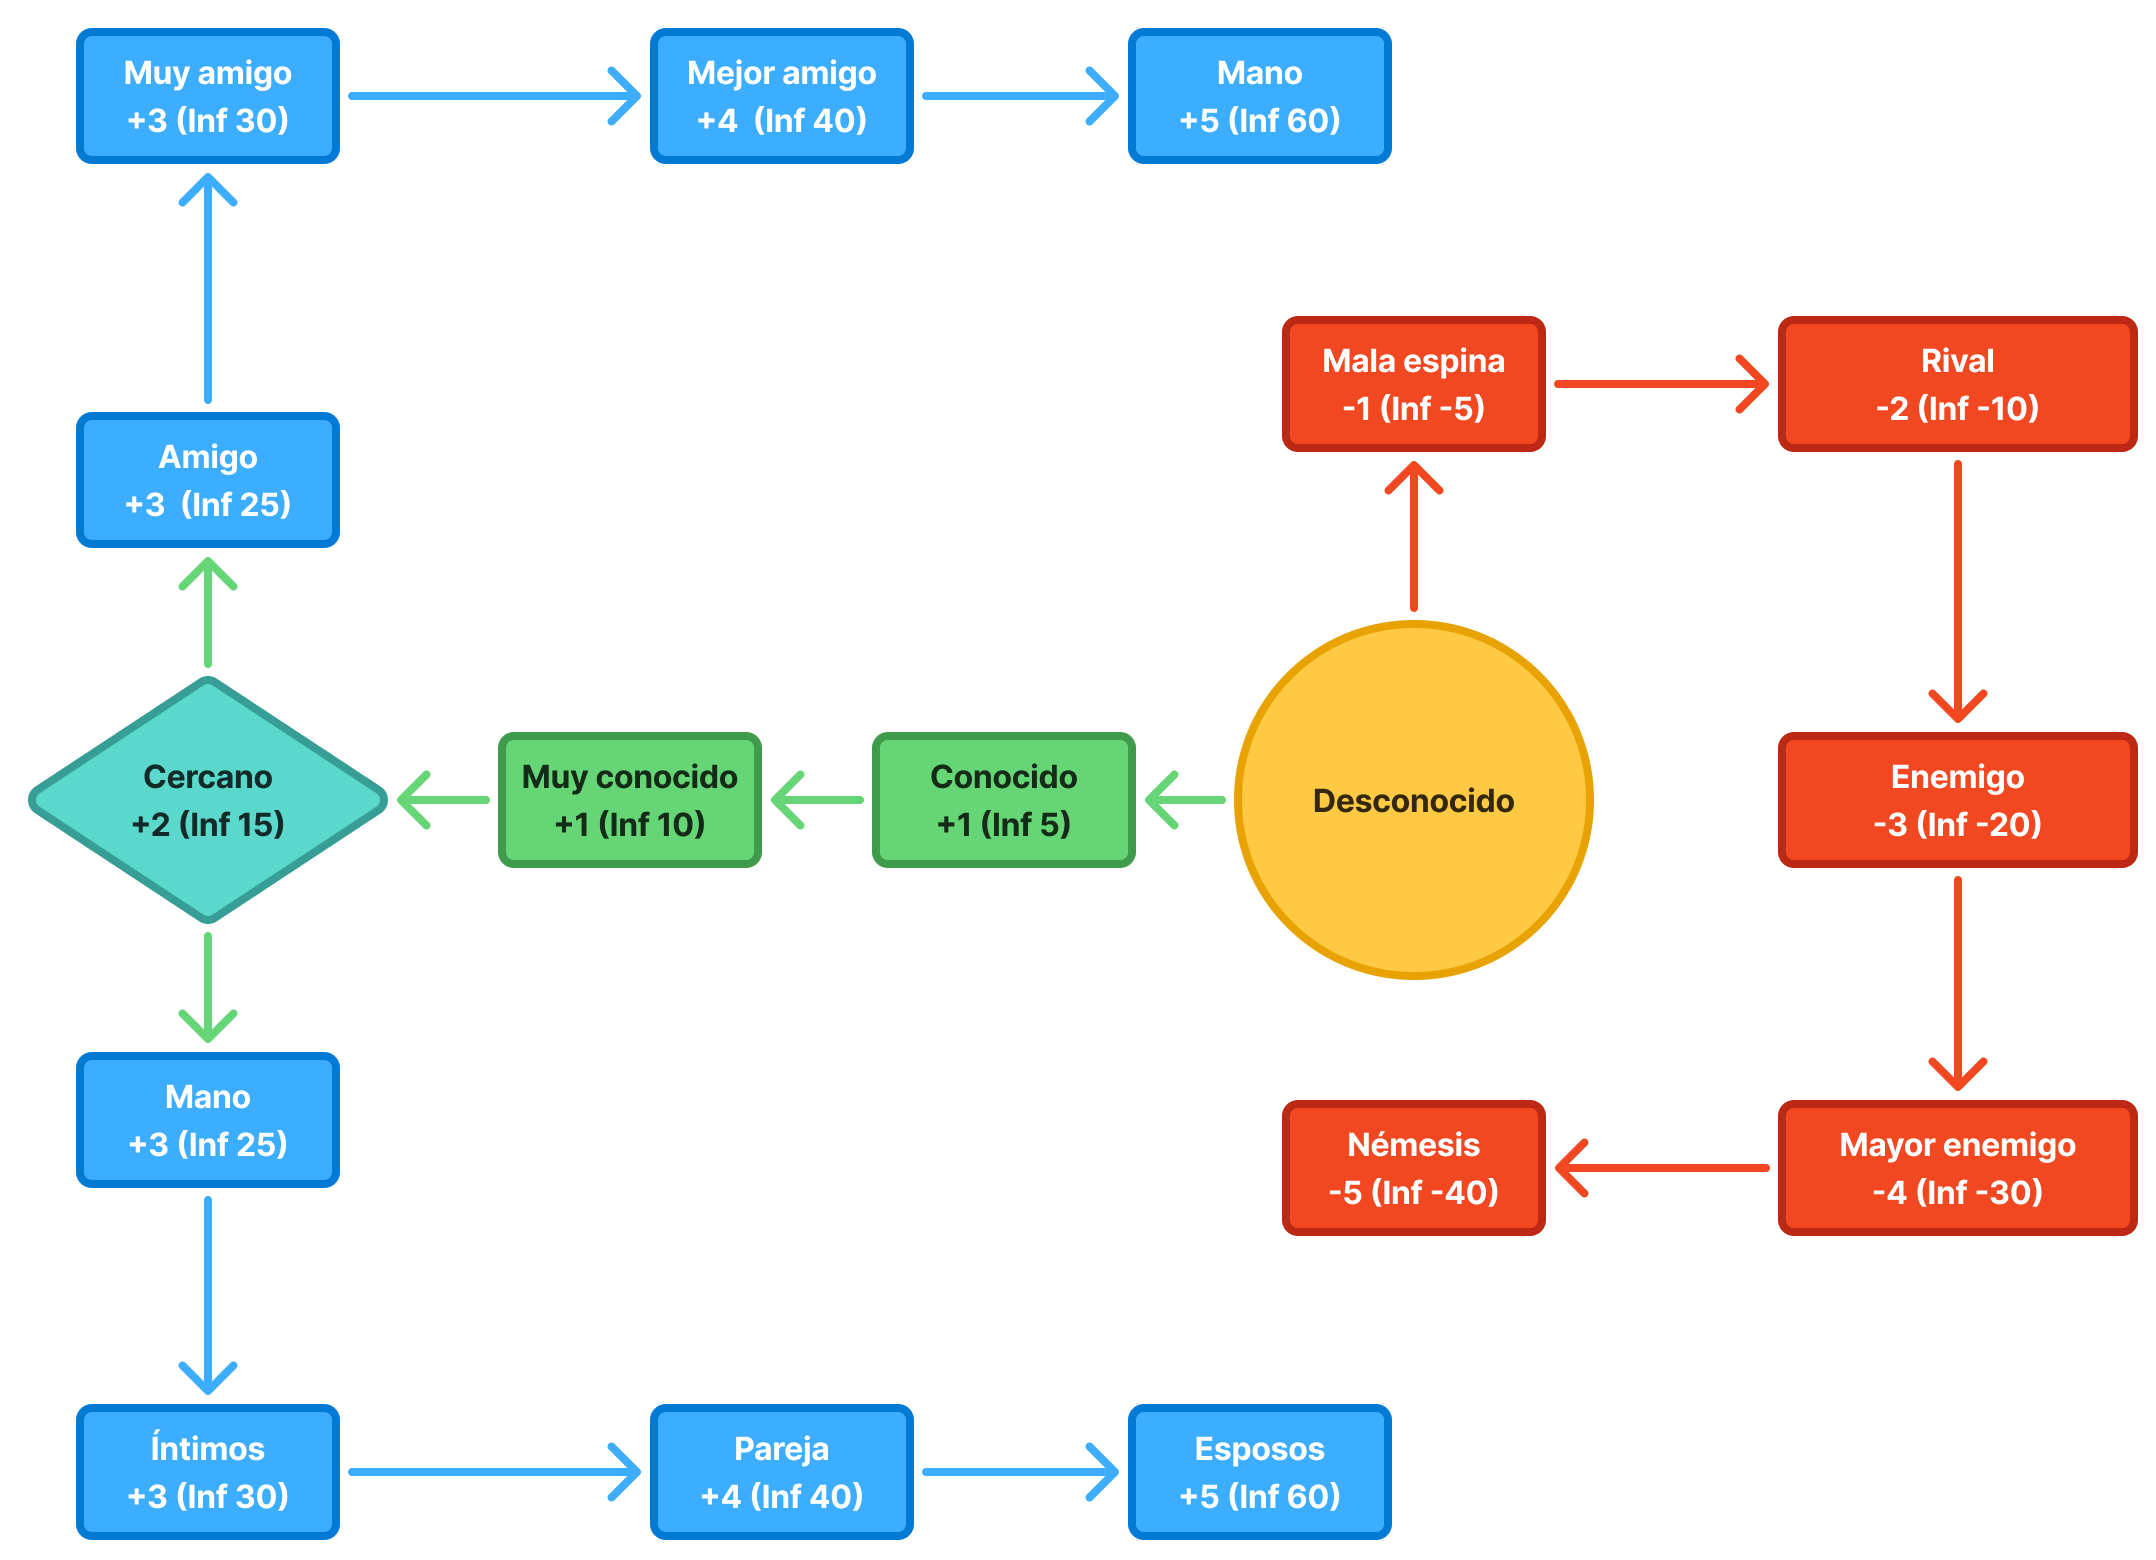 Muy amigo
+3 (Inf 30)
Mejor amigo
+4  (Inf 40)
Mano
+5 (Inf 60)
Mala espina
-1 (Inf -5)
Rival
-2 (Inf -10)
Amigo
+3  (Inf 25)
Cercano
+2 (Inf 15)
Muy conocido
+1 (Inf 10)
Conocido
+1 (Inf 5)
Desconocido
Enemigo
-3 (Inf -20)
Mano
+3 (Inf 25)
Némesis
-5 (Inf -40)
Mayor enemigo
-4 (Inf -30)
Íntimos
+3 (Inf 30)
Pareja
+4 (Inf 40)
Esposos
+5 (Inf 60)